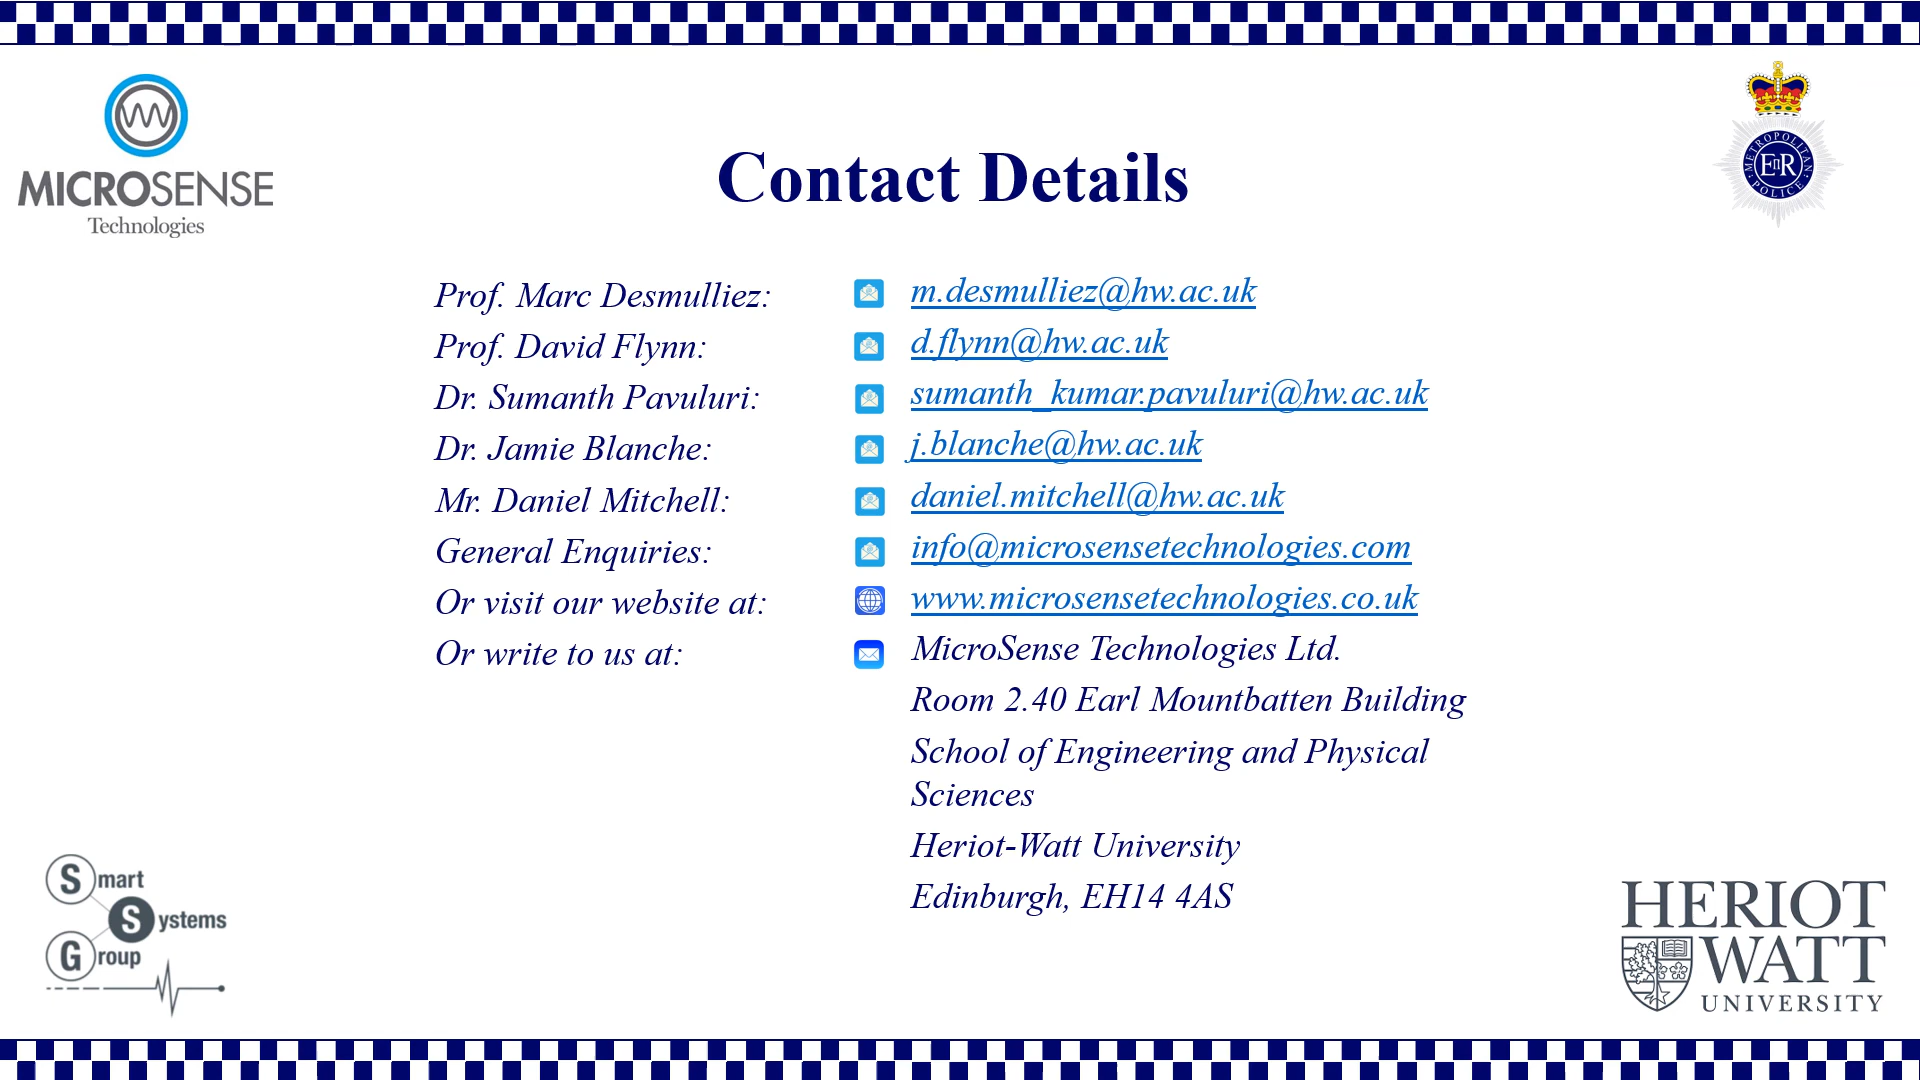 MICROSENSE
Technologies
METROPOLITAN
EIIR
POLICE
Contact Details
Prof. Marc Desmulliez: m.desmulliez@hw.ac.uk
Prof. David Flynn: d.flynn@hw.ac.uk
Dr. Sumanth Pavuluri: sumanth_kumar.pavuluri@hw.ac.uk
Dr. Jamie Blanche: j.blanche@hw.ac.uk
Mr. Daniel Mitchell: daniel.mitchell@hw.ac.uk
General Enquiries: info@microsensetechnologies.com
Or visit our website at: www.microsensetechnologies.co.uk
Or write to us at: MicroSense Technologies Ltd.
Room 2.40 Earl Mountbatten Building
School of Engineering and Physical
Sciences
Heriot-Watt University
Edinburgh, EH14 4AS
Smart
Systems
Group
HERIOT
WATT
UNIVERSITY